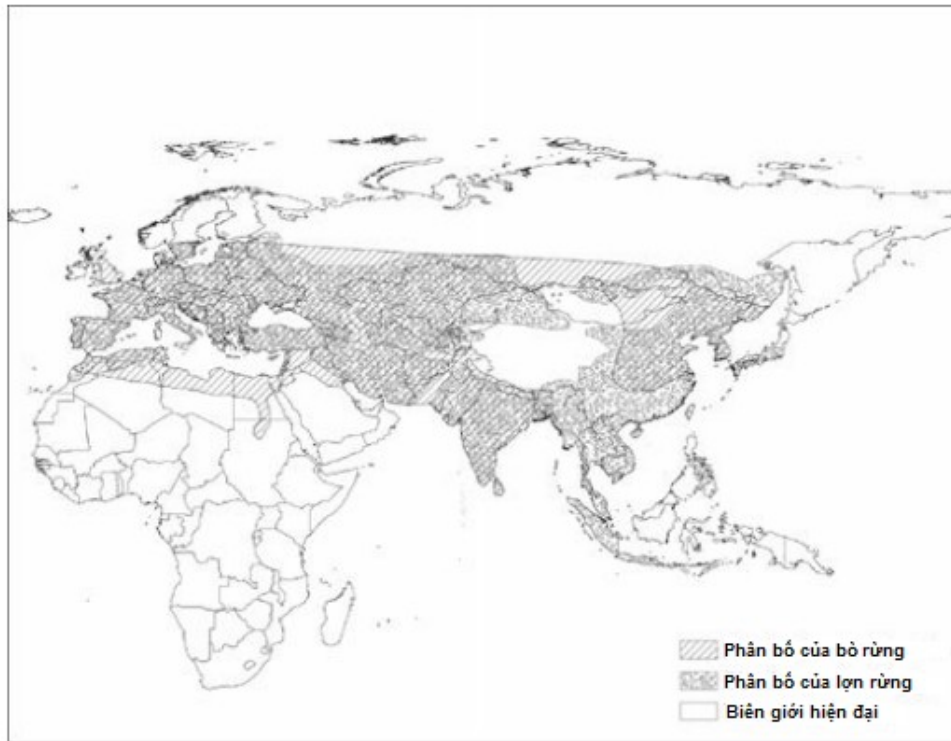 Phân bố của bò rừng
Phân bố của lợn rừng
Biên giới hiện đại